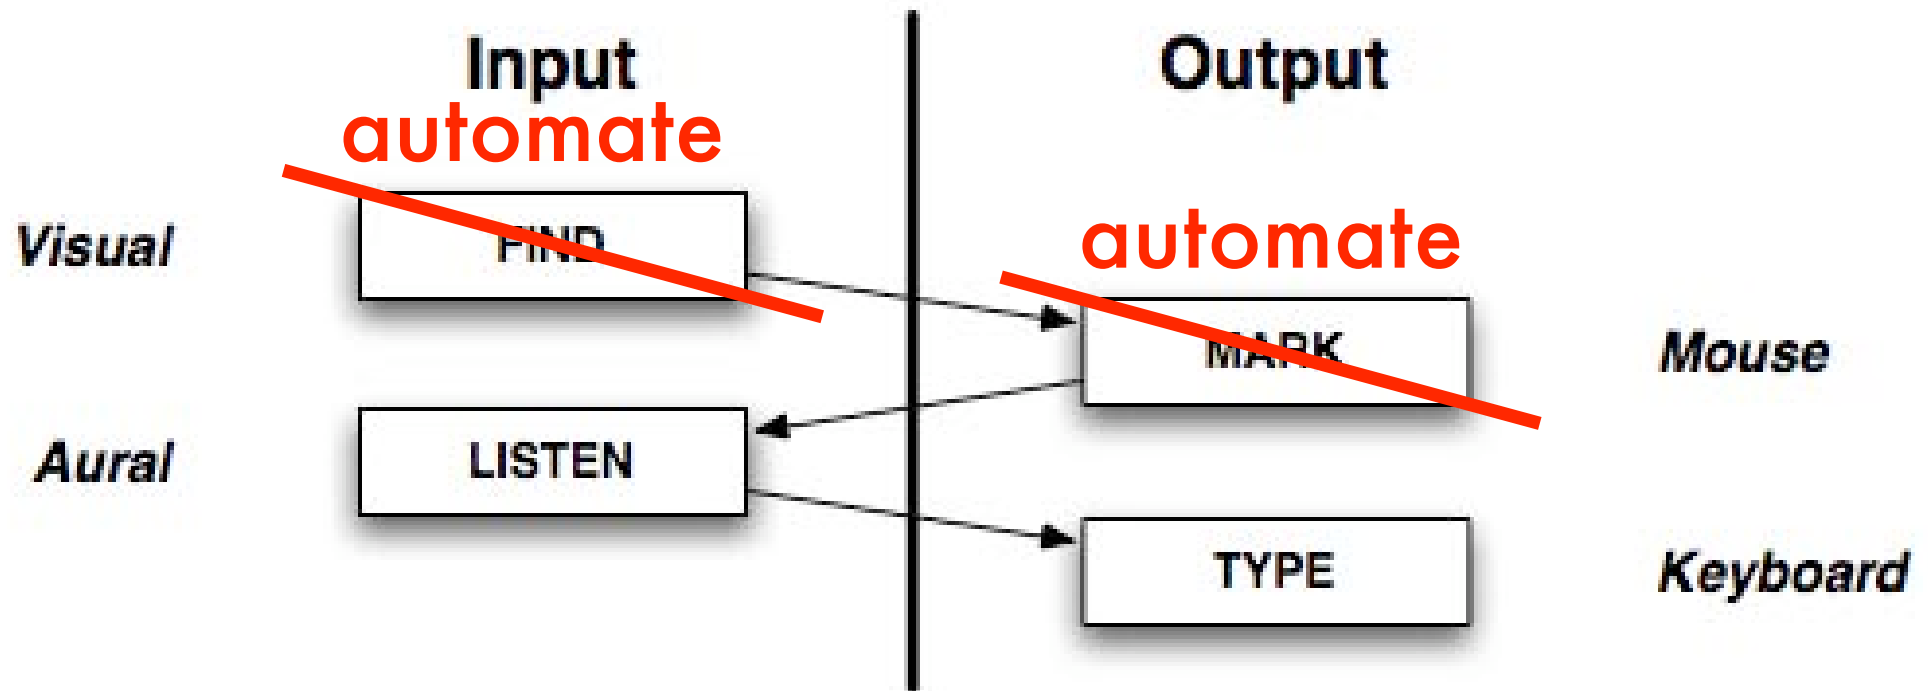 Input
Output
automate
automate
Visual
FIND
MARK
Mouse
Aural
LISTEN
TYPE
Keyboard